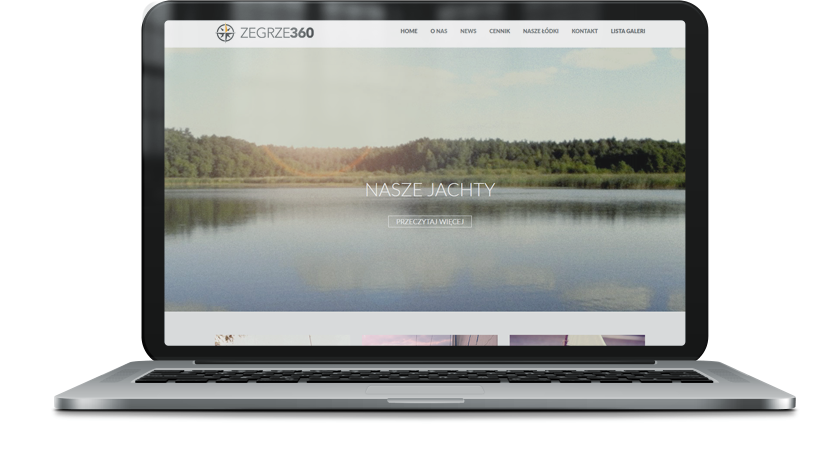 ZEGRZE360
HOME O NAS NEWS CENNIK NASZE ŁÓDKI KONTAKT LISTA GALERI
NASZE JACHTY
PRZECZYTAJ WIĘCEJ